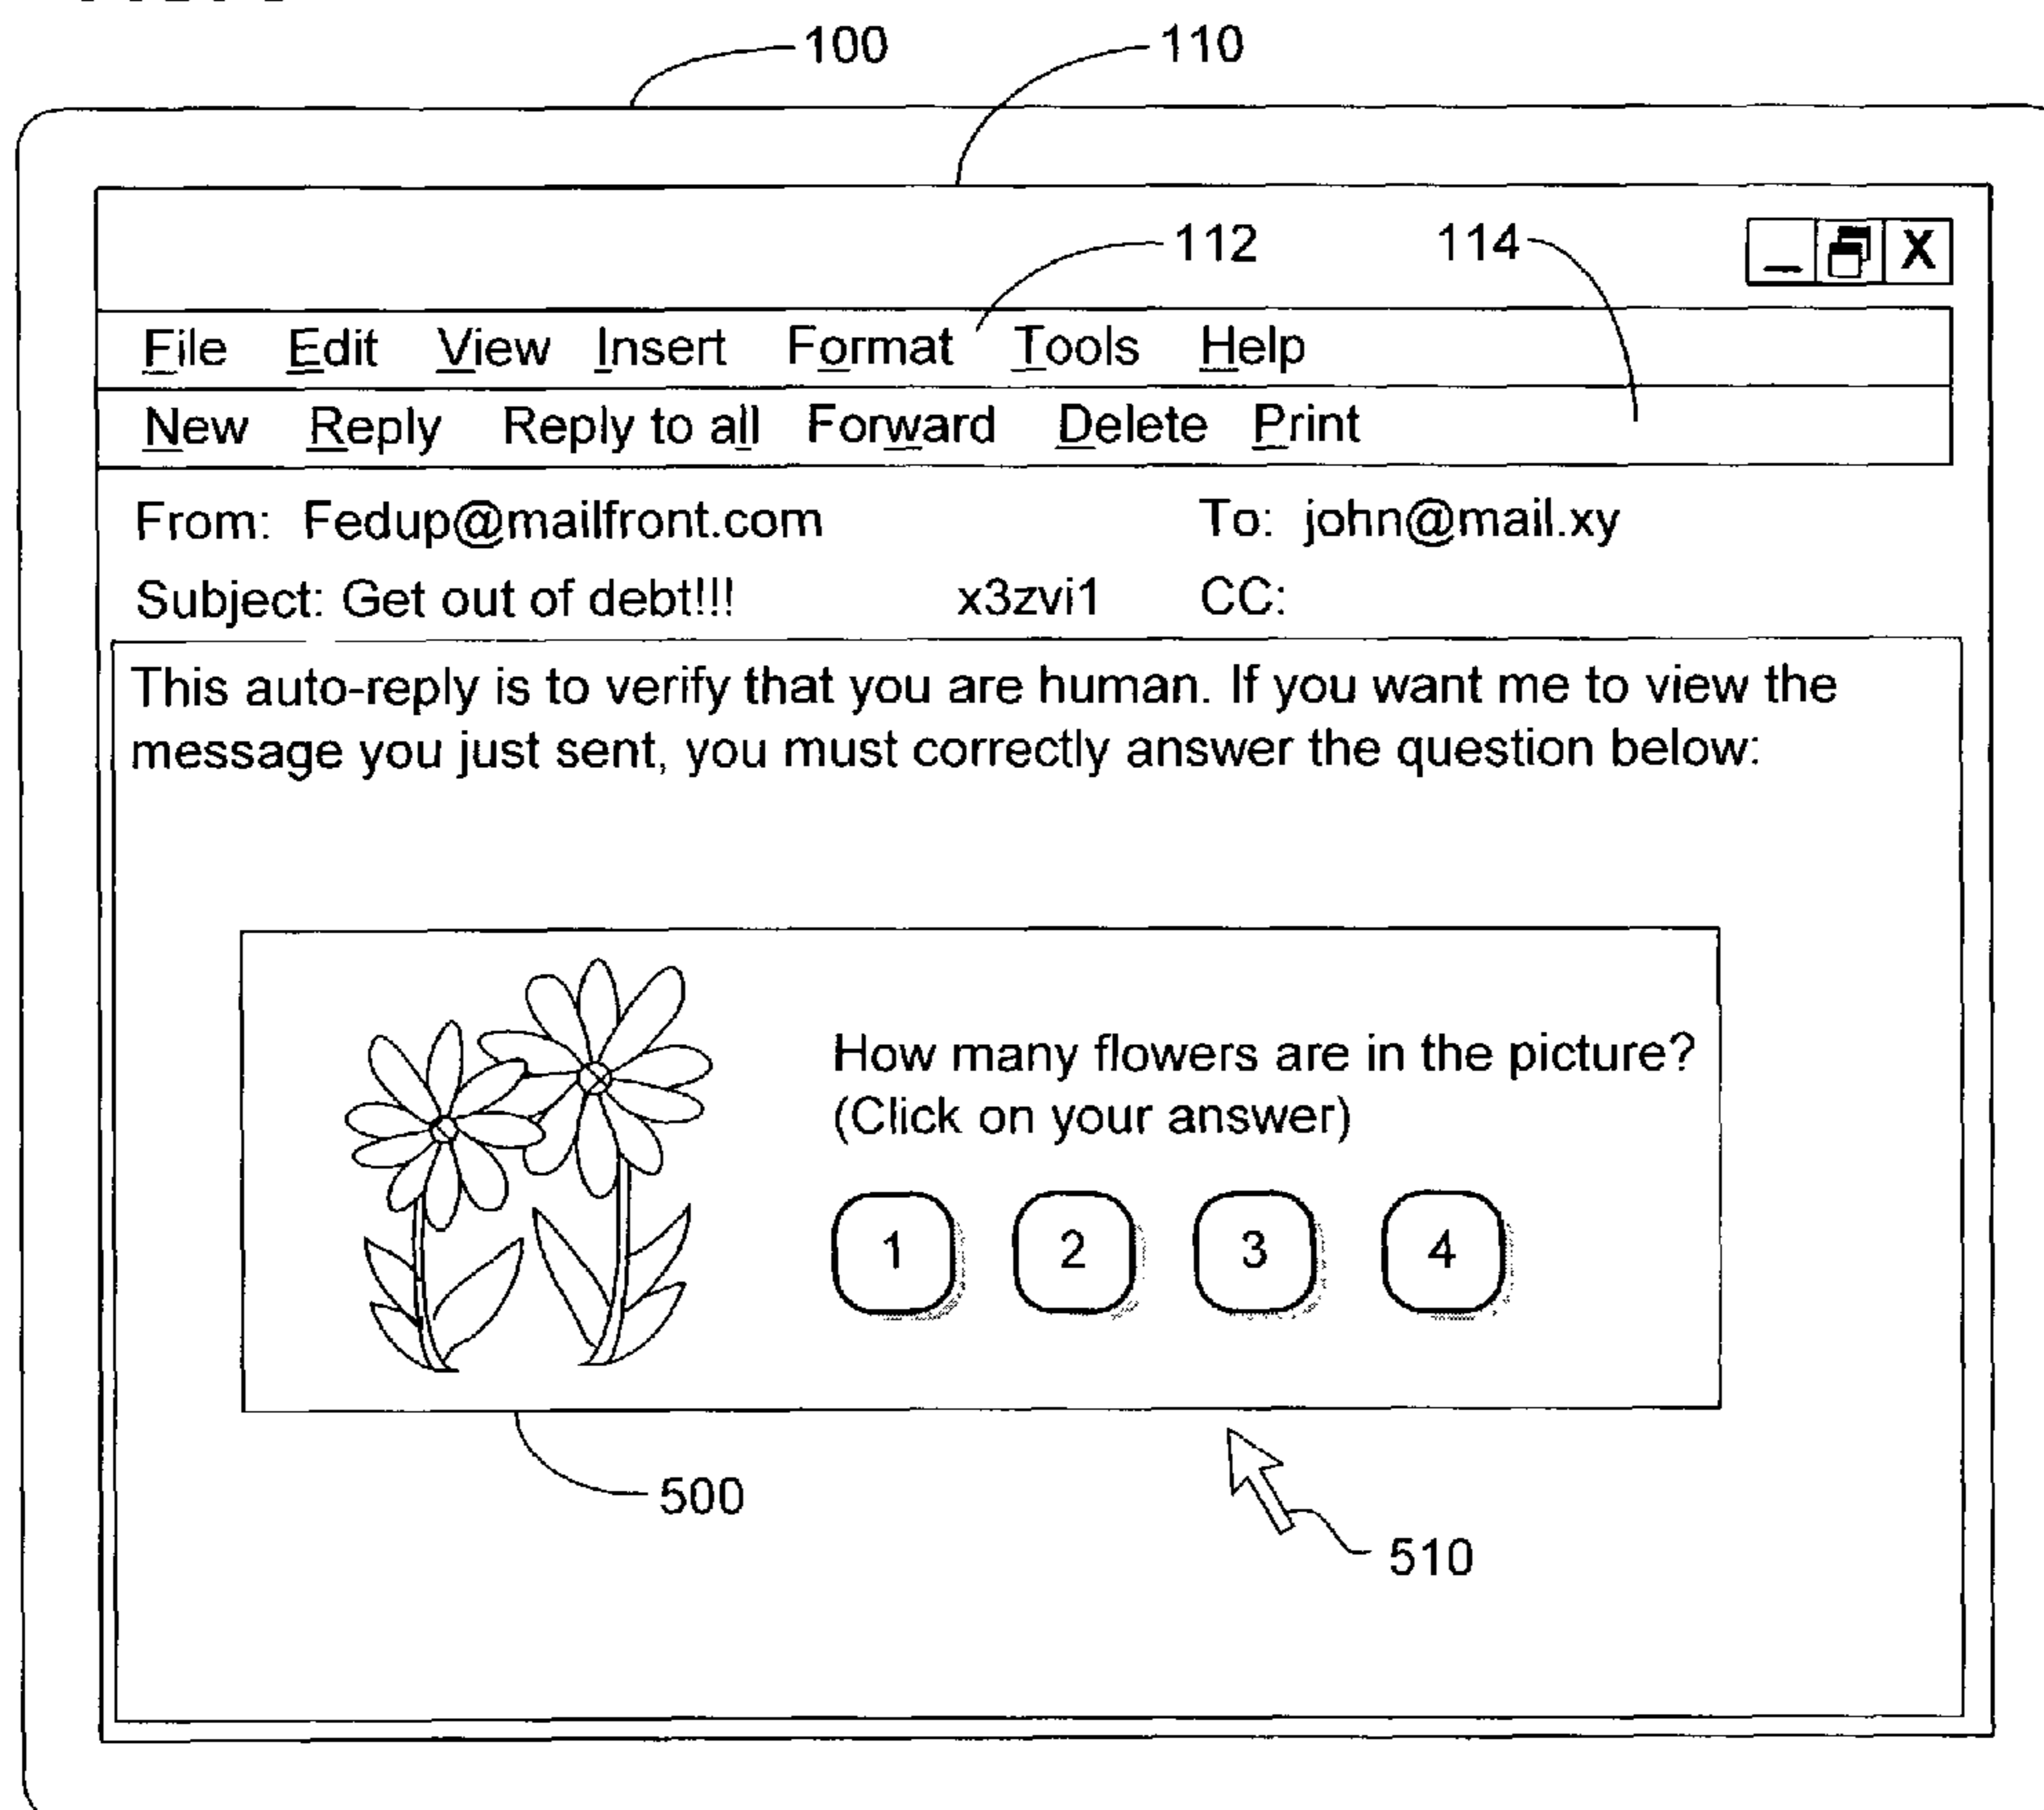 100 110
112 114
X
File Edit View Insert Format Tools Help
New Reply Reply to all Forward Delete Print
From: Fedup@mailfront.com To: john@mail.xy
Subject: Get out of debt!!! x3zvi1 CC:
This auto-reply is to verify that you are human. If you want me to view the
message you just sent, you must correctly answer the question below:
How many flowers are in the picture?
(Click on your answer)
1 2 3 4
500
510